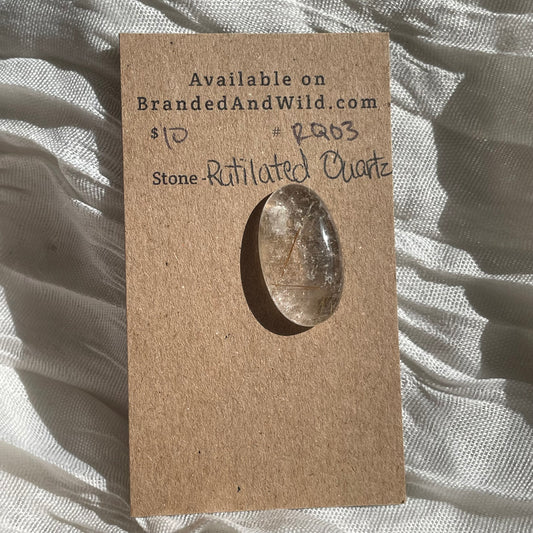 Available on
BrandedAndWild.com
$10 # RQ03
Stone - Rutilated Quartz